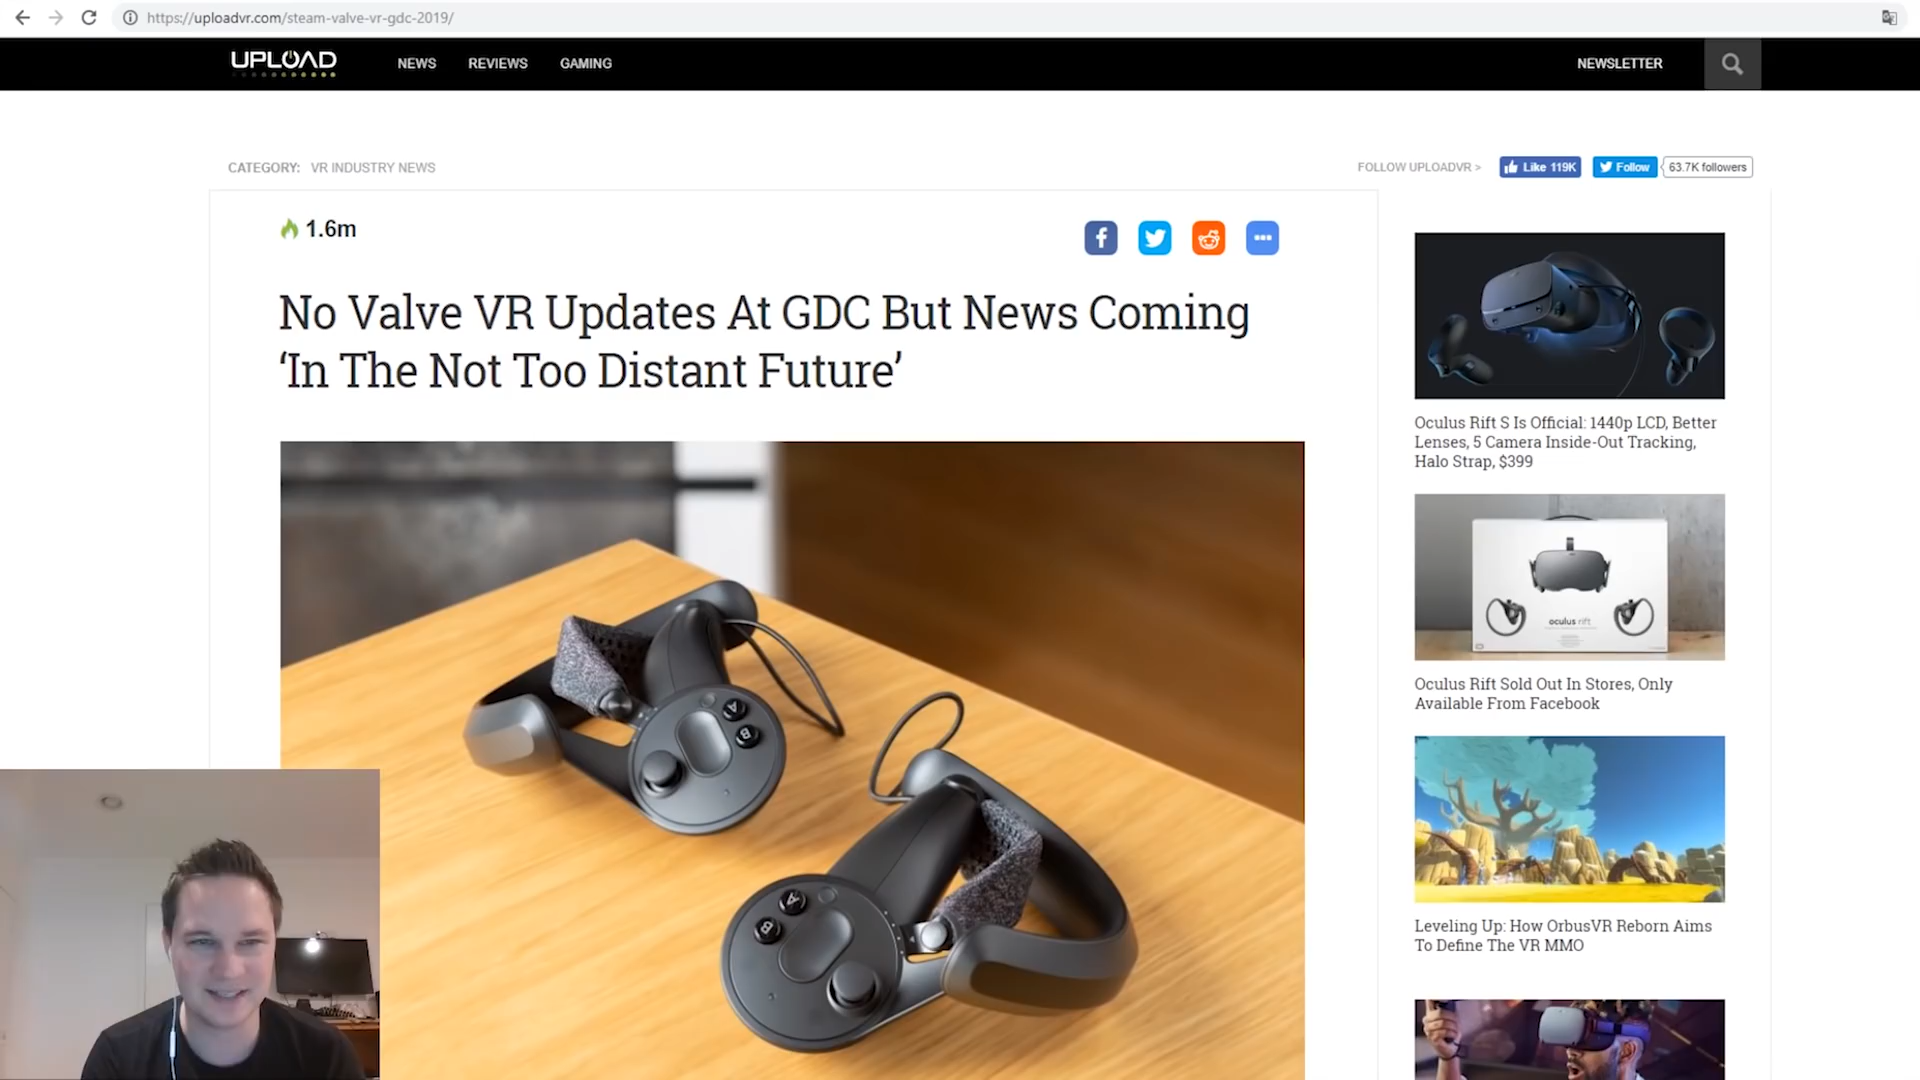 https://uploadvr.com/steam-valve-vr-gdc-2019/
UPLOAD
NEWS
REVIEWS
GAMING
NEWSLETTER
CATEGORY: VR INDUSTRY NEWS
FOLLOW UPLOADVR >
Like 119K
Follow
63.7K followers
1.6m
No Valve VR Updates At GDC But News Coming
‘In The Not Too Distant Future’
A
B
A
B
Oculus Rift S Is Official: 1440p LCD, Better
Lenses, 5 Camera Inside-Out Tracking,
Halo Strap, $399
oculus rift
Oculus Rift Sold Out In Stores, Only
Available From Facebook
Leveling Up: How OrbusVR Reborn Aims
To Define The VR MMO